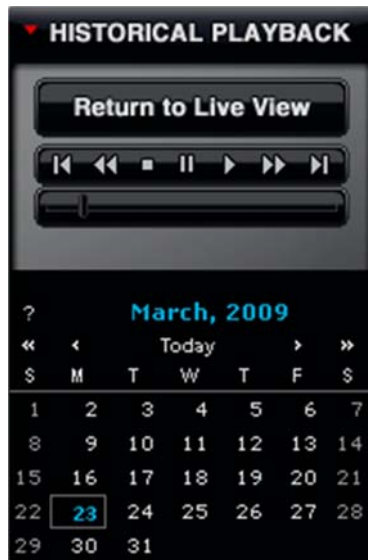 HISTORICAL PLAYBACK
Return to Live View
? March, 2009
« ‹ Today › »
S M T W T F S
1 2 3 4 5 6 7
8 9 10 11 12 13 14
15 16 17 18 19 20 21
22 23 24 25 26 27 28
29 30 31